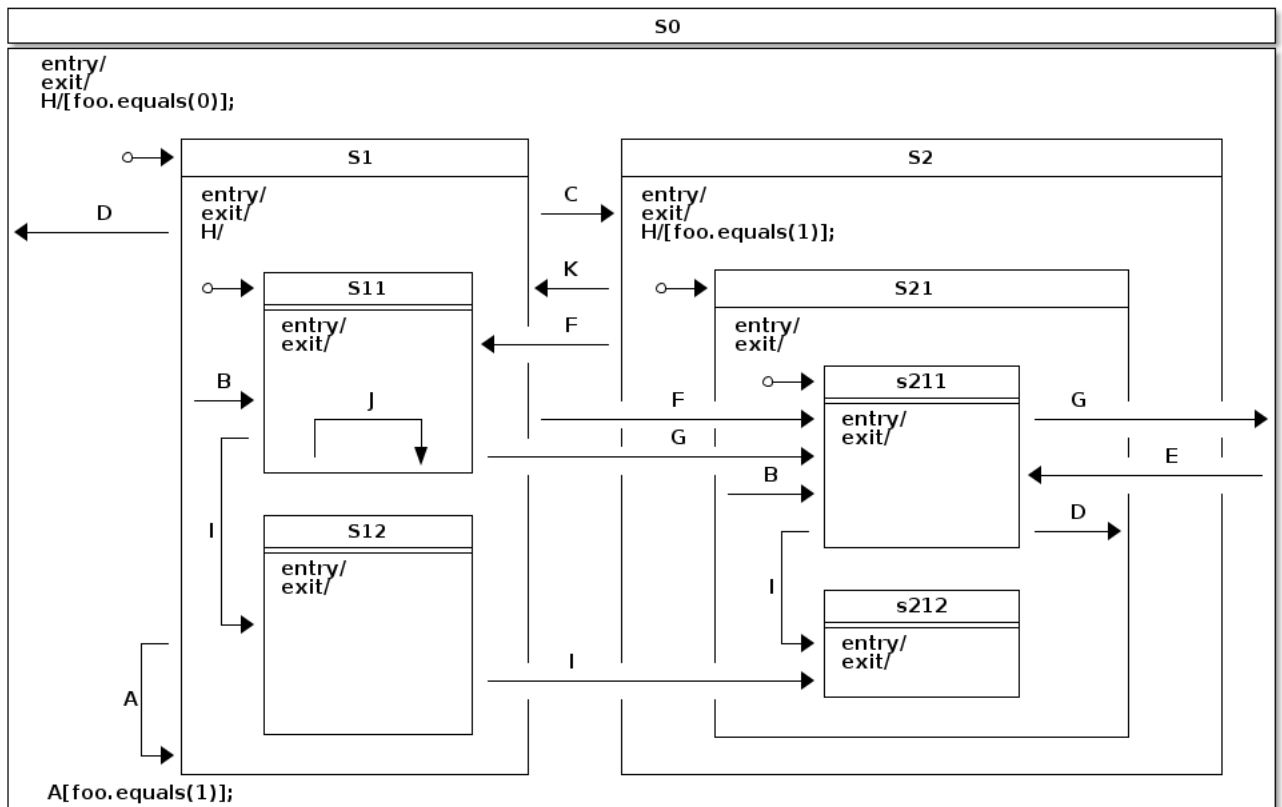 S0
entry/
exit/
H/[foo.equals(0)];
S1
S2
entry/
exit/
H/
D
C
entry/
exit/
H/[foo.equals(1)];
K
S11
S21
entry/
exit/
F
entry/
exit/
B
J
s211
F
G
entry/
exit/
G
B
E
I
S12
D
entry/
exit/
I
s212
entry/
exit/
I
A
A[foo.equals(1)];